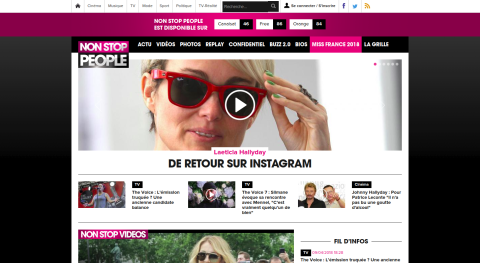 Cinéma Musique TV Mode Sport Politique TV-Réalité
Recherche...
Se connecter / S'inscrire
NON STOP PEOPLE
EST DISPONIBLE SUR
Canalsat 46
Free 86
Orange 84
NON STOP
PEOPLE
ACTU VIDÉOS PHOTOS REPLAY CONFIDENTIEL BUZZ 2.0 BIOS MISS FRANCE 2014 LA GRILLE
Laeticia Hallyday
DE RETOUR SUR INSTAGRAM
TV
The Voice : L'émission
truquée ? Une
ancienne candidate
balance
TV
The Voice 7 : Slimane
évoque sa rencontre
avec Mennel, "C'est
vraiment quelqu'un de
bien"
Cinéma
Johnny Hallyday : Pour
Patrice Leconte "Il n'a
pas bu une goutte
d'alcool"
NON STOP VIDEOS
FIL D'INFOS
TV
The Voice : L'émission
truquée ? Une ancienne